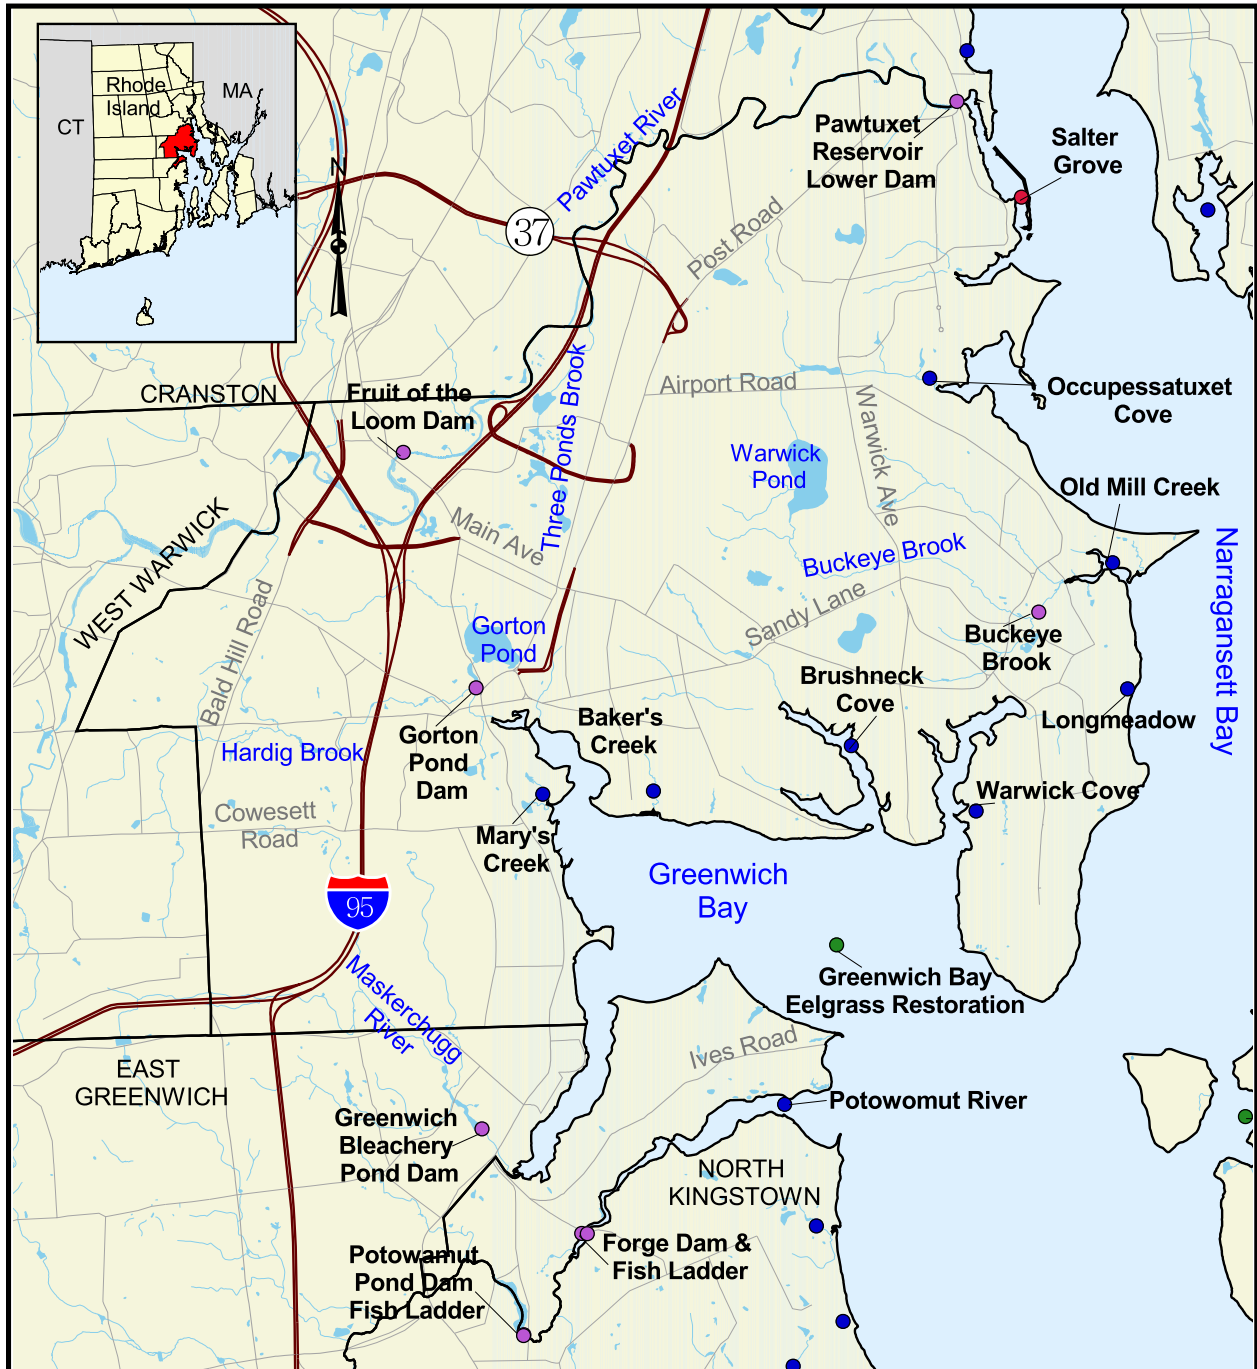 Rhode
Island
MA
CT
N
37
Pawtuxet River
Pawtuxet
Reservoir
Lower Dam
Salter
Grove
Post Road
CRANSTON
Fruit of the
Loom Dam
Three Ponds Brook
Airport Road
Warwick Ave
Occupessatuxet
Cove
Warwick
Pond
Old Mill Creek
Main Ave
WEST WARWICK
Buckeye Brook
Narragansett Bay
Bald Hill Road
Sandy Lane
Gorton
Pond
Buckeye
Brook
Brushneck
Cove
Baker's
Creek
Longmeadow
Gorton
Pond
Dam
Hardig Brook
Warwick Cove
Cowesett
Road
Mary's
Creek
Greenwich
Bay
95
Maskerchugg
River
Greenwich Bay
Eelgrass Restoration
Ives Road
EAST
GREENWICH
Potowomut River
Greenwich
Bleachery
Pond Dam
NORTH
KINGSTOWN
Forge Dam &
Fish Ladder
Potowamut
Pond Dam
Fish Ladder